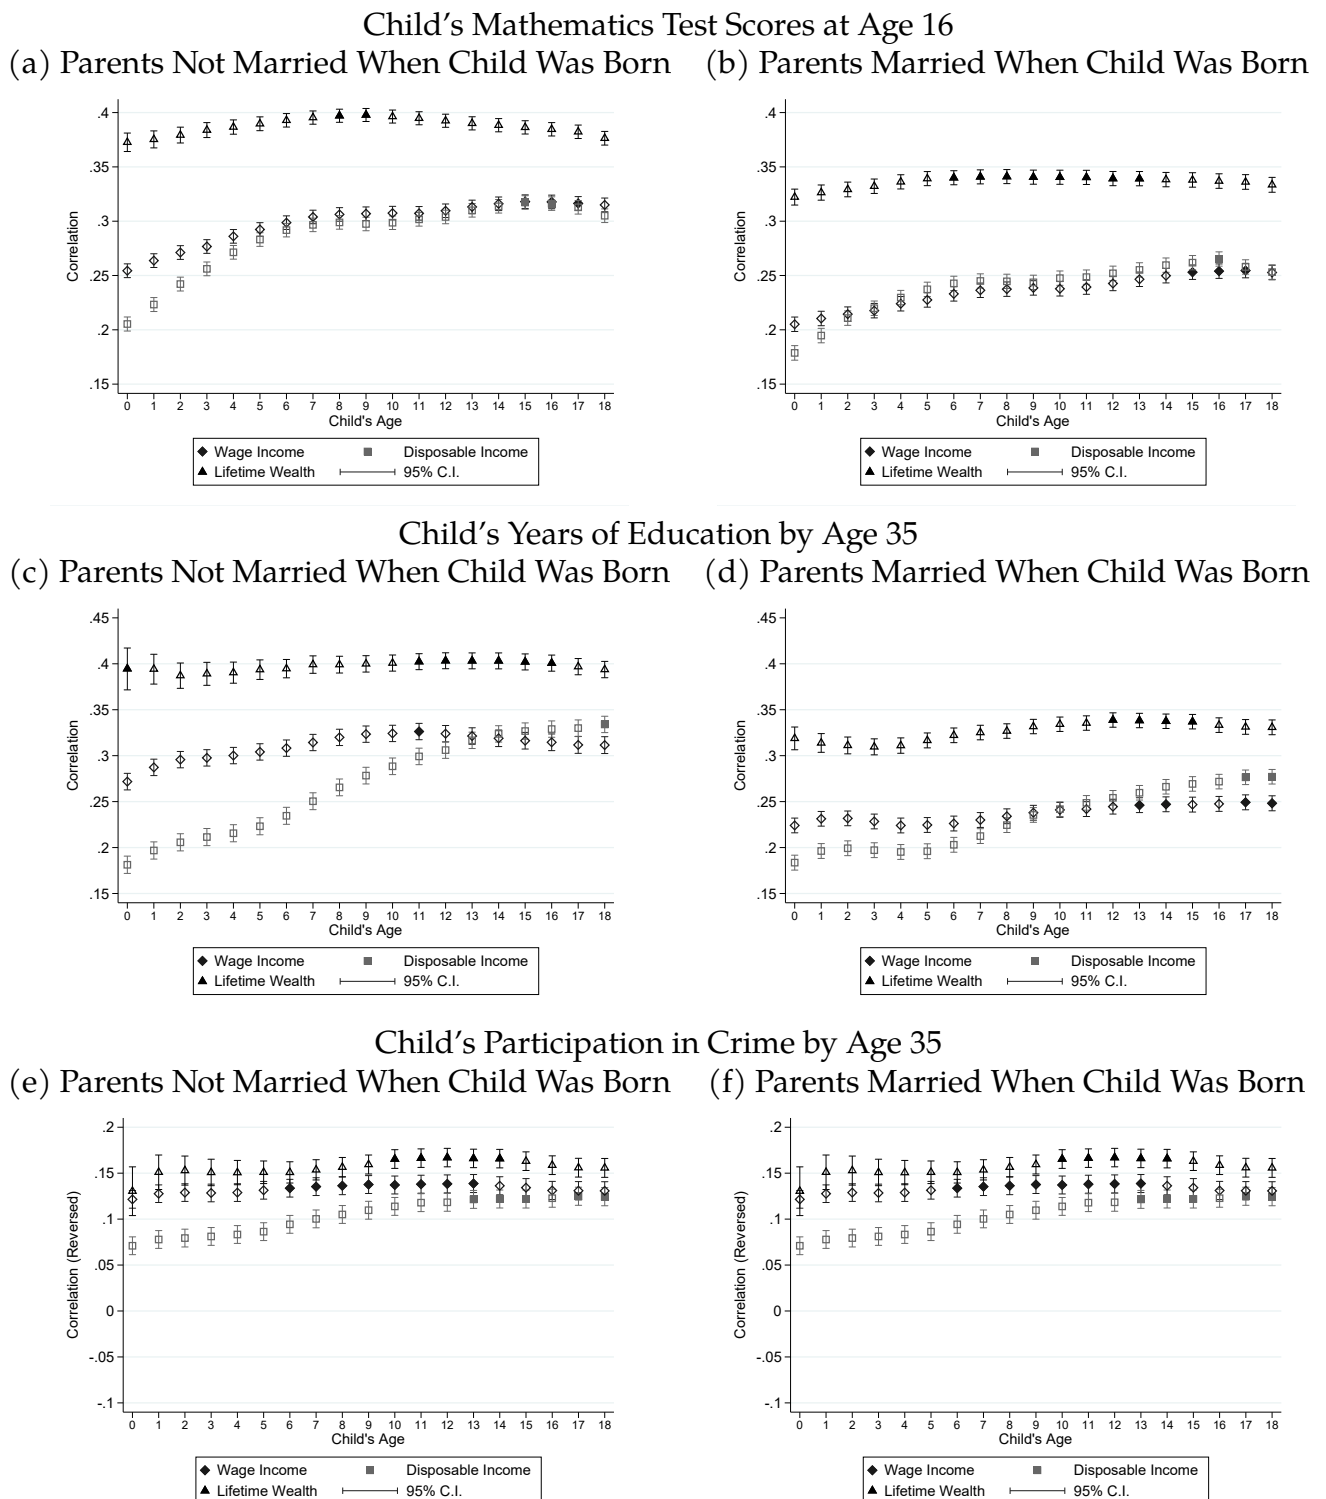 Child's Mathematics Test Scores at Age 16
(a) Parents Not Married When Child Was Born (b) Parents Married When Child Was Born
.4
.35
.3
.25
.2
.15
Correlation
0 1 2 3 4 5 6 7 8 9 10 11 12 13 14 15 16 17 18
Child's Age
Wage Income Disposable Income
Lifetime Wealth 95% C.I.
.4
.35
.3
.25
.2
.15
Correlation
0 1 2 3 4 5 6 7 8 9 10 11 12 13 14 15 16 17 18
Child's Age
Wage Income Disposable Income
Lifetime Wealth 95% C.I.
Child's Years of Education by Age 35
(c) Parents Not Married When Child Was Born (d) Parents Married When Child Was Born
.45
.4
.35
.3
.25
.2
.15
Correlation
0 1 2 3 4 5 6 7 8 9 10 11 12 13 14 15 16 17 18
Child's Age
Wage Income Disposable Income
Lifetime Wealth 95% C.I.
.45
.4
.35
.3
.25
.2
.15
Correlation
0 1 2 3 4 5 6 7 8 9 10 11 12 13 14 15 16 17 18
Child's Age
Wage Income Disposable Income
Lifetime Wealth 95% C.I.
Child's Participation in Crime by Age 35
(e) Parents Not Married When Child Was Born (f) Parents Married When Child Was Born
.2
.15
.1
.05
0
-.05
-.1
Correlation (Reversed)
0 1 2 3 4 5 6 7 8 9 10 11 12 13 14 15 16 17 18
Child's Age
Wage Income Disposable Income
Lifetime Wealth 95% C.I.
.2
.15
.1
.05
0
-.05
-.1
Correlation (Reversed)
0 1 2 3 4 5 6 7 8 9 10 11 12 13 14 15 16 17 18
Child's Age
Wage Income Disposable Income
Lifetime Wealth 95% C.I.